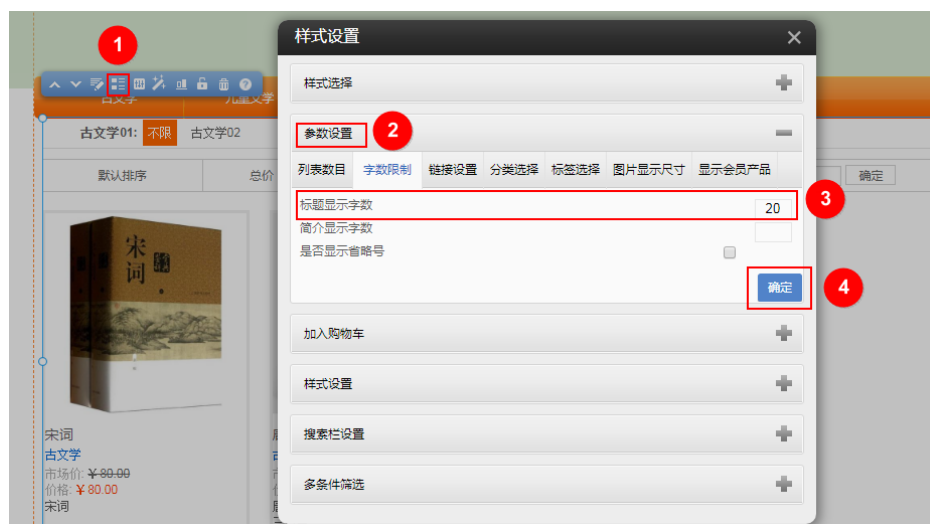 1
样式设置
样式选择
古文学
儿童文学
古文学01: 不限 古文学02
参数设置
2
列表数目 字数限制 链接设置 分类选择 标签选择 图片显示尺寸 显示会员产品
默认排序
总价
确定
标题显示字数
20
3
简介显示字数
是否显示省略号
宋词
确定
4
加入购物车
样式设置
搜索栏设置
多条件筛选
宋词
古文学
市场价: ¥80.00
价格: ¥80.00
宋词